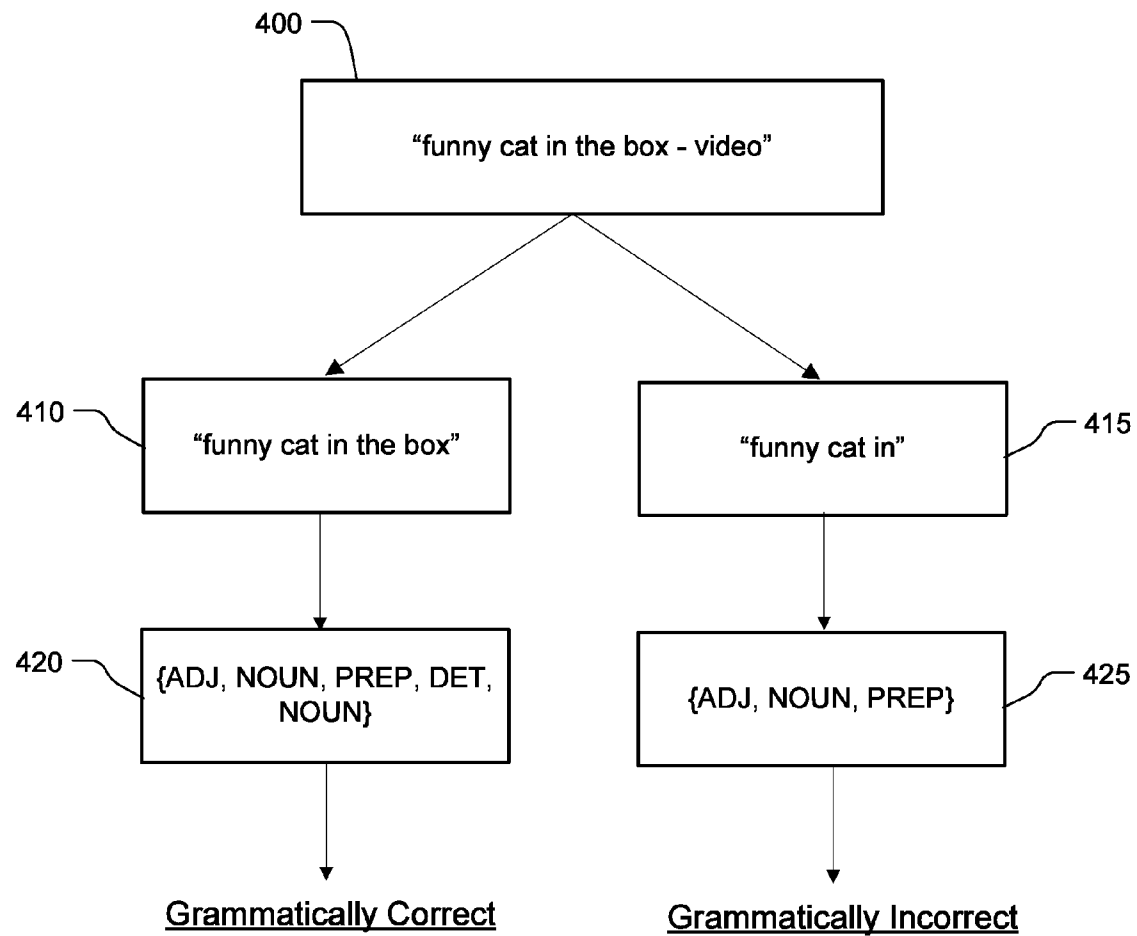 400
“funny cat in the box - video”
410
“funny cat in the box”
“funny cat in”
415
420
{ADJ, NOUN, PREP, DET,
NOUN}
{ADJ, NOUN, PREP}
425
Grammatically Correct
Grammatically Incorrect